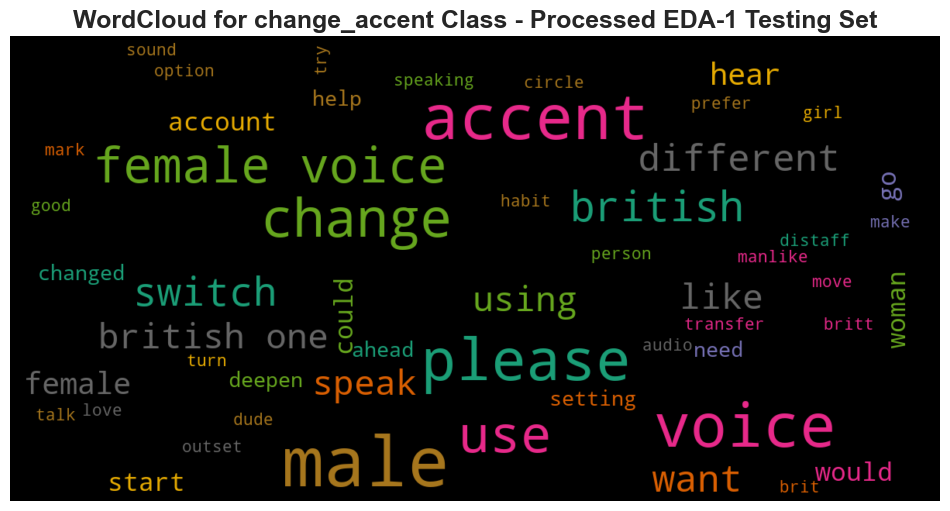 WordCloud for change_accent Class - Processed EDA-1 Testing Set
sound
option
try
speaking
circle
hear
help
prefer
girl
account
accent
mark
female voice
different
go
good
change
habit
british
make
distaff
person
manlike
changed
switch
could
using
like
move
woman
british one
transfer
britt
turn
ahead
please
audio
need
female
deepen
speak
setting
talk
love
dude
use
voice
outset
male
start
want
would
brit